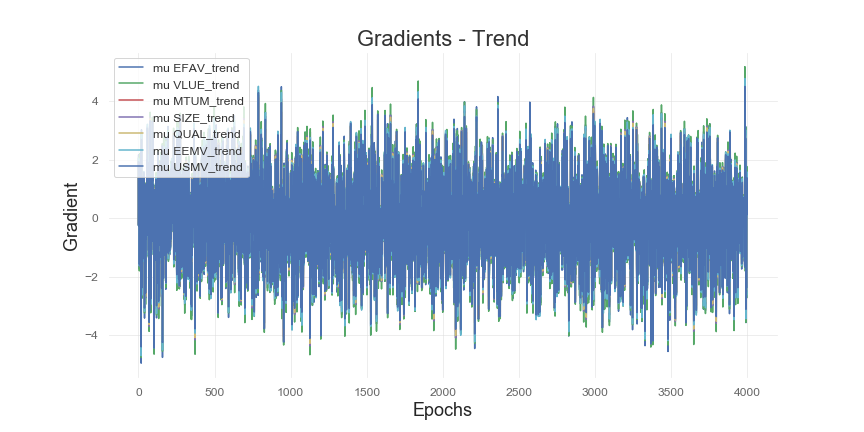 Gradients - Trend
mu EFAV_trend
mu VLUE_trend
mu MTUM_trend
mu SIZE_trend
mu QUAL_trend
mu EEMV_trend
mu USMV_trend
Gradient
4
2
0
−2
−4
0 500 1000 1500 2000 2500 3000 3500 4000
Epochs